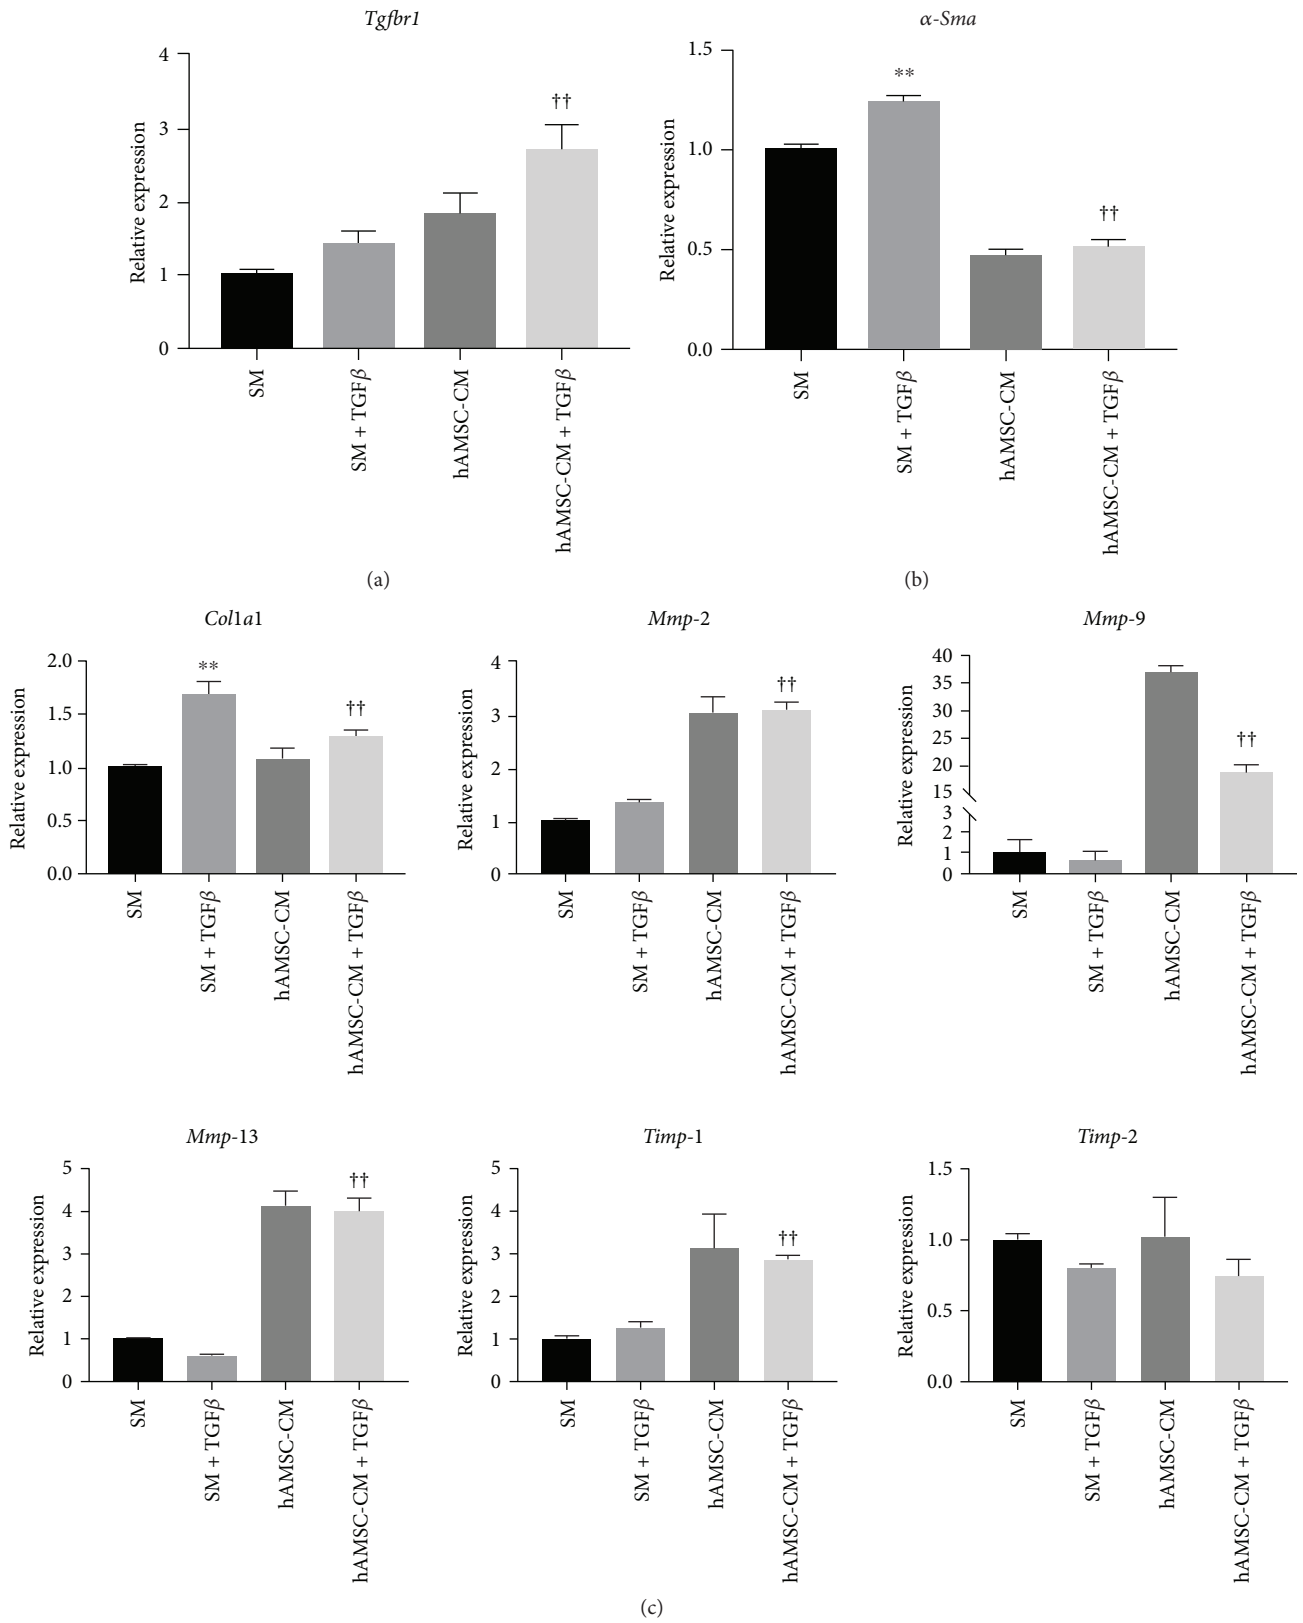 Tgfbr1
4
3
2
1
0
Relative expression
††
SM
SM + TGFβ
hAMSC-CM
hAMSC-CM + TGFβ
(a)
α-Sma
1.5
1.0
0.5
0.0
Relative expression
**
††
SM
SM + TGFβ
hAMSC-CM
hAMSC-CM + TGFβ
(b)
Col1a1
2.0
1.5
1.0
0.5
0.0
Relative expression
**
††
SM
SM + TGFβ
hAMSC-CM
hAMSC-CM + TGFβ
Mmp-2
4
3
2
1
0
Relative expression
††
SM
SM + TGFβ
hAMSC-CM
hAMSC-CM + TGFβ
Mmp-9
40
35
30
25
20
15
3
2
1
0
Relative expression
††
SM
SM + TGFβ
hAMSC-CM
hAMSC-CM + TGFβ
Mmp-13
5
4
3
2
1
0
Relative expression
††
SM
SM + TGFβ
hAMSC-CM
hAMSC-CM + TGFβ
Timp-1
5
4
3
2
1
0
Relative expression
††
SM
SM + TGFβ
hAMSC-CM
hAMSC-CM + TGFβ
Timp-2
1.5
1.0
0.5
0.0
Relative expression
SM
SM + TGFβ
hAMSC-CM
hAMSC-CM + TGFβ
(c)